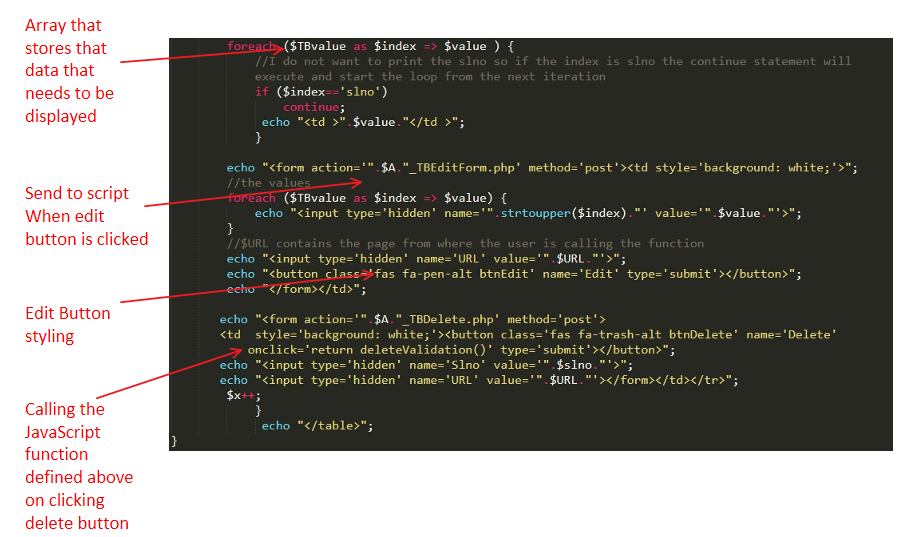 Array that
stores that
data that
needs to be
displayed
Send to script
When edit
button is clicked
Edit Button
styling
Calling the
JavaScript
function
defined above
on clicking
delete button
foreach ($TBvalue as $index => $value ) {
//I do not want to print the slno so if the index is slno the continue statement will
execute and start the loop from the next iteration
if ($index=='slno')
continue;
echo "<td >".$value."</td >";
}
echo "<form action='".$A."_TBEditForm.php' method='post'><td style='background: white;'>";
//the values
foreach ($TBvalue as $index => $value) {
echo "<input type='hidden' name='".strtoupper($index)."' value='".$value."'>";
}
//$URL contains the page from where the user is calling the function
echo "<input type='hidden' name='URL' value='".$URL."'>";
echo "<button class='fas fa-pen-alt btnEdit' name='Edit' type='submit'></button>";
echo "</form></td>";
echo "<form action='".$A."_TBDelete.php' method='post'>
<td  style='background: white;'><button class='fas fa-trash-alt btnDelete' name='Delete'
onclick='return deleteValidation()' type='submit'></button>";
echo "<input type='hidden' name='Slno' value='".$slno."'>";
echo "<input type='hidden' name='URL' value='".$URL."'></form></td></tr>";
$x++;
}
echo "</table>";
}